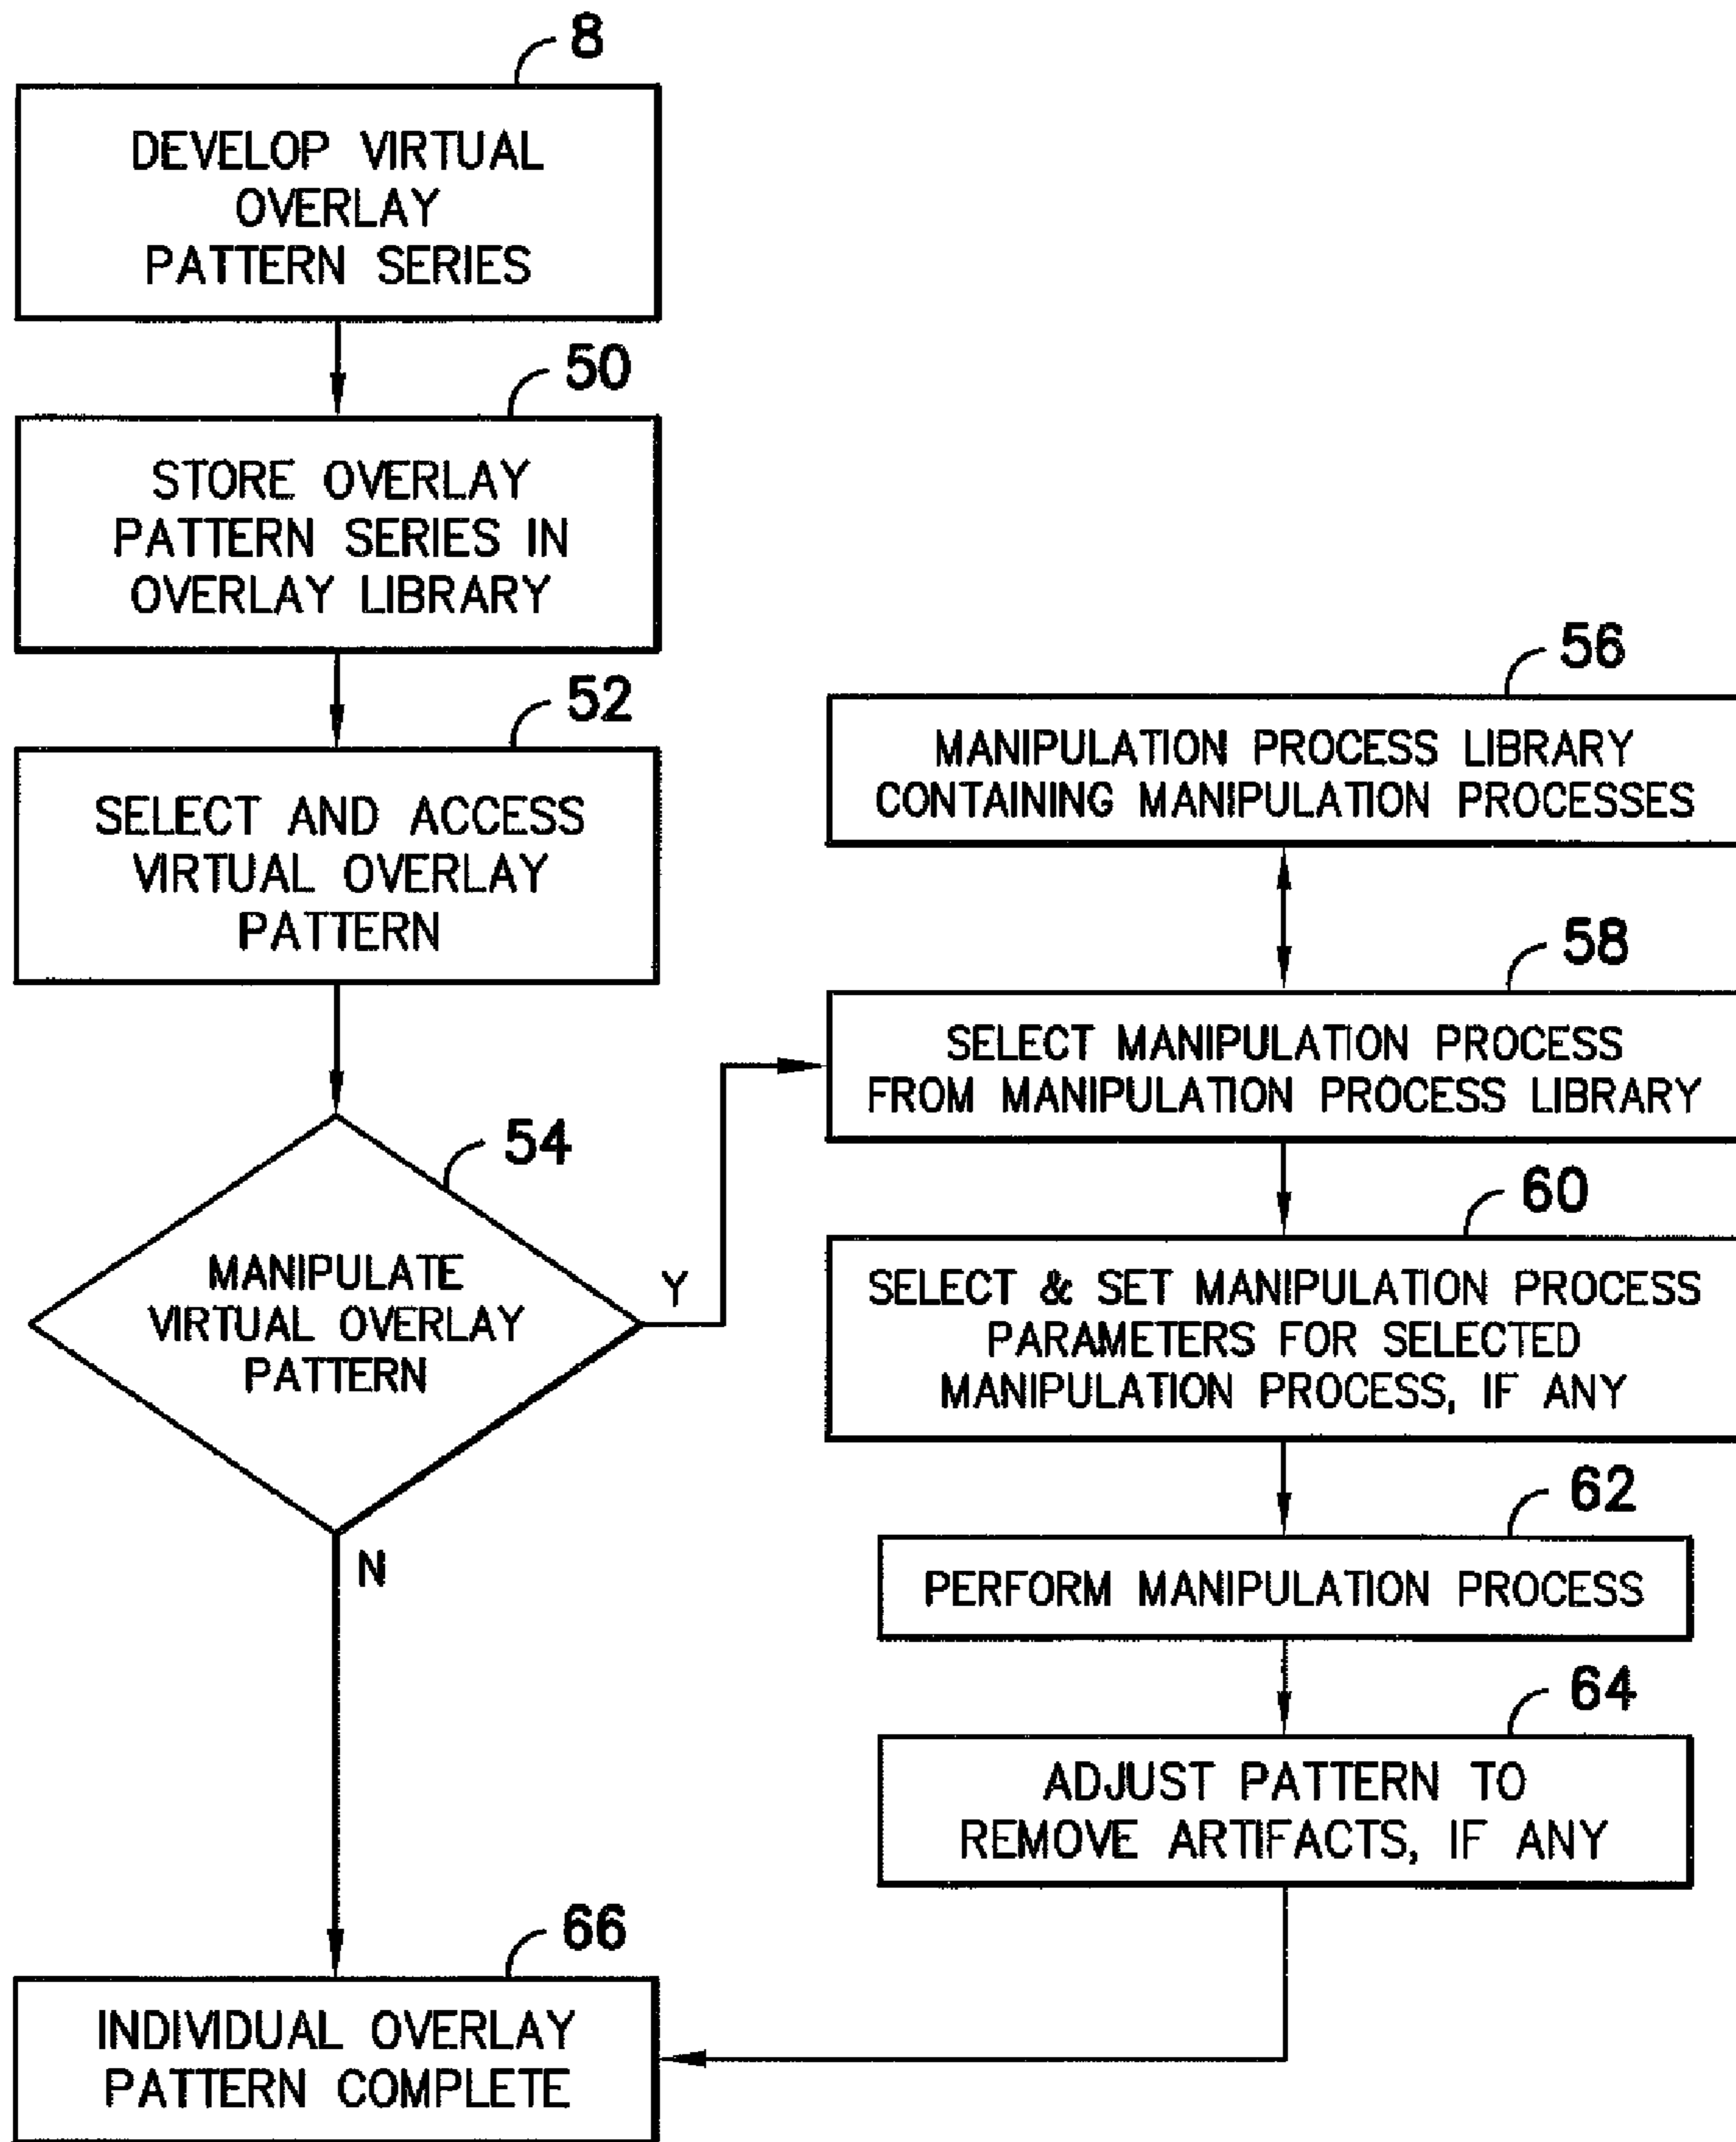 8
DEVELOP VIRTUAL
OVERLAY
PATTERN SERIES
50
STORE OVERLAY
PATTERN SERIES IN
OVERLAY LIBRARY
52
SELECT AND ACCESS
VIRTUAL OVERLAY
PATTERN
54
MANIPULATE
VIRTUAL OVERLAY
PATTERN
Y
N
56
MANIPULATION PROCESS LIBRARY
CONTAINING MANIPULATION PROCESSES
58
SELECT MANIPULATION PROCESS
FROM MANIPULATION PROCESS LIBRARY
60
SELECT & SET MANIPULATION PROCESS
PARAMETERS FOR SELECTED
MANIPULATION PROCESS, IF ANY
62
PERFORM MANIPULATION PROCESS
64
ADJUST PATTERN TO
REMOVE ARTIFACTS, IF ANY
66
INDIVIDUAL OVERLAY
PATTERN COMPLETE